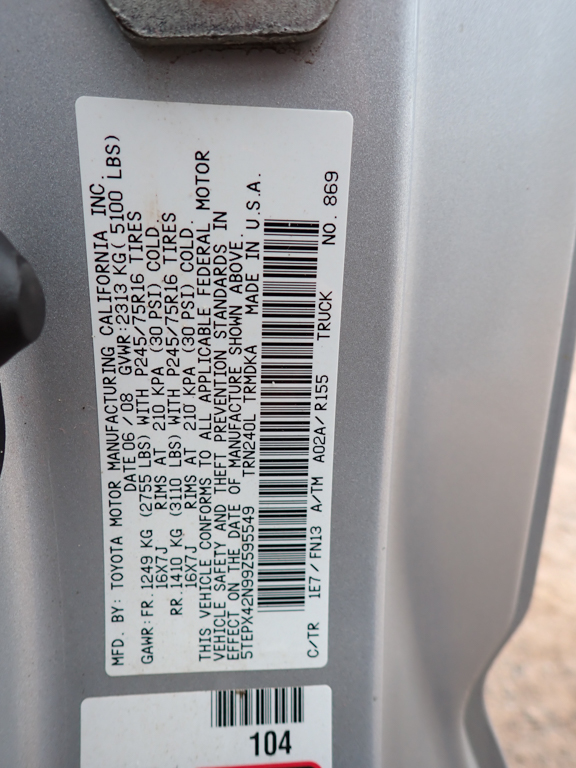 MFD. BY: TOYOTA MOTOR MANUFACTURING CALIFORNIA INC.
DATE 06/08 GVWR:2313 KG( 5100 LBS)
GAWR:FR.1249 KG (2755 LBS) WITH P245/75R16 TIRES
16X7J RIMS AT 210 KPA (30 PSI) COLD.
RR.1410 KG (3110 LBS) WITH P245/75R16 TIRES
16X7J RIMS AT 210 KPA (30 PSI) COLD.
THIS VEHICLE CONFORMS TO ALL APPLICABLE FEDERAL MOTOR
VEHICLE SAFETY AND THEFT PREVENTION STANDARDS IN
EFFECT ON THE DATE OF MANUFACTURE SHOWN ABOVE.
5TEPX42N99Z595549 TRN240L TRMDKA MADE IN U.S.A.
C/TR 1E7/FN13 A/TM A02A/R155 TRUCK NO. 869
104